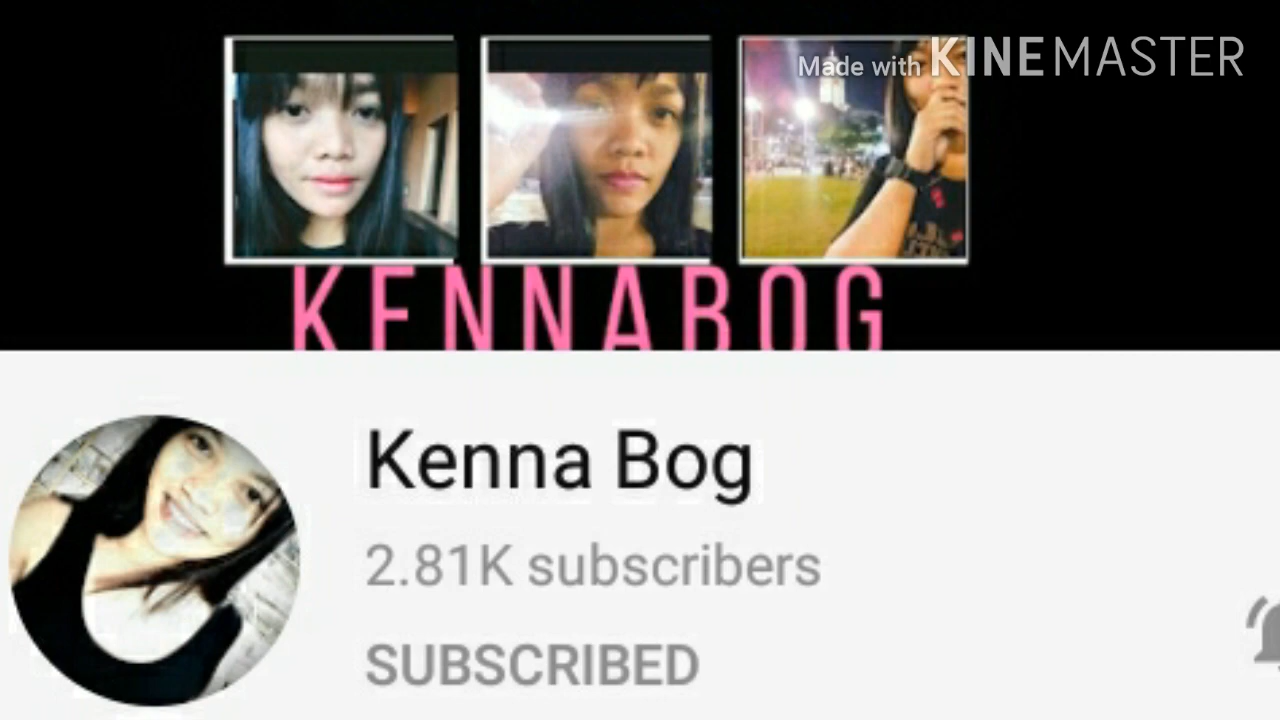 Made with KINEMASTER
KENNABOG
Kenna Bog
2.81K subscribers
SUBSCRIBED